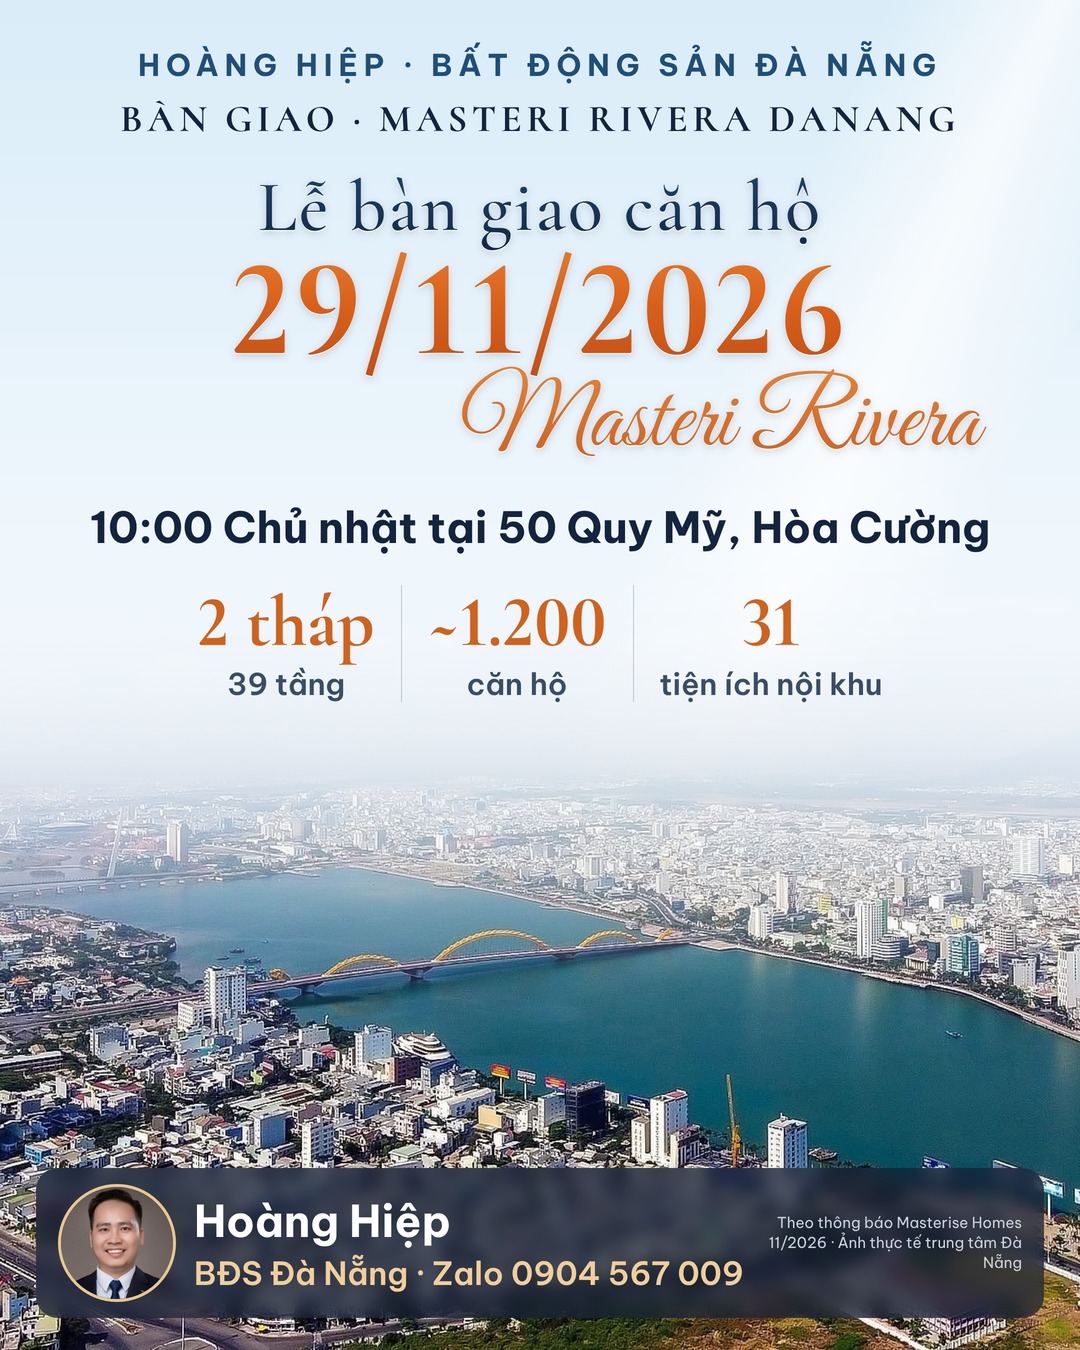 HOÀNG HIỆP · BẤT ĐỘNG SẢN ĐÀ NẴNG
BÀN GIAO · MASTERI RIVERA DANANG
Lễ bàn giao căn hộ
29/11/2026
Masteri Rivera
10:00 Chủ nhật tại 50 Quy Mỹ, Hòa Cường
2 tháp
39 tầng
~1.200
căn hộ
31
tiện ích nội khu
Hoàng Hiệp
BĐS Đà Nẵng · Zalo 0904 567 009
Theo thông báo Masterise Homes
11/2026 · Ảnh thực tế trung tâm Đà
Nẵng